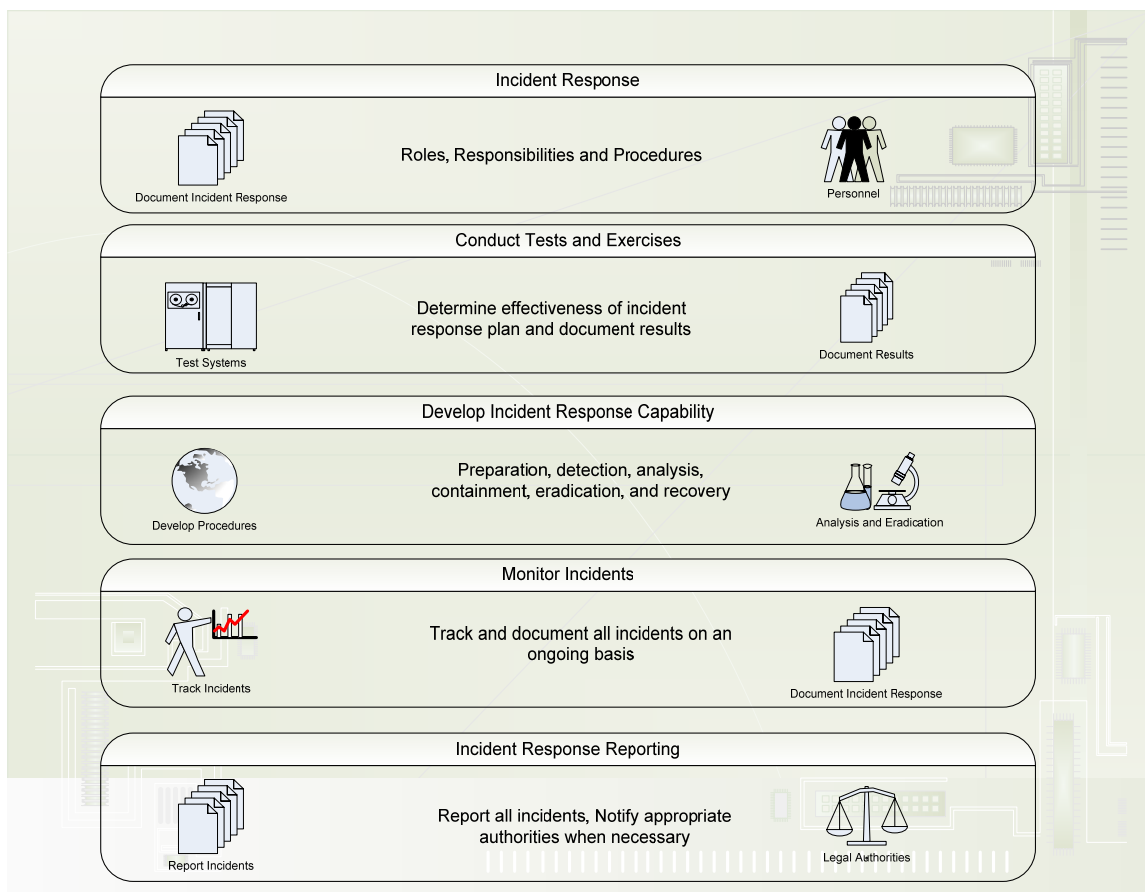 Incident Response
Roles, Responsibilities and Procedures
Document Incident Response
Personnel
Conduct Tests and Exercises
Determine effectiveness of incident
response plan and document results
Test Systems
Document Results
Develop Incident Response Capability
Preparation, detection, analysis,
containment, eradication, and recovery
Develop Procedures
Analysis and Eradication
Monitor Incidents
Track and document all incidents on an
ongoing basis
Track Incidents
Document Incident Response
Incident Response Reporting
Report all incidents, Notify appropriate
authorities when necessary
Report Incidents
Legal Authorities